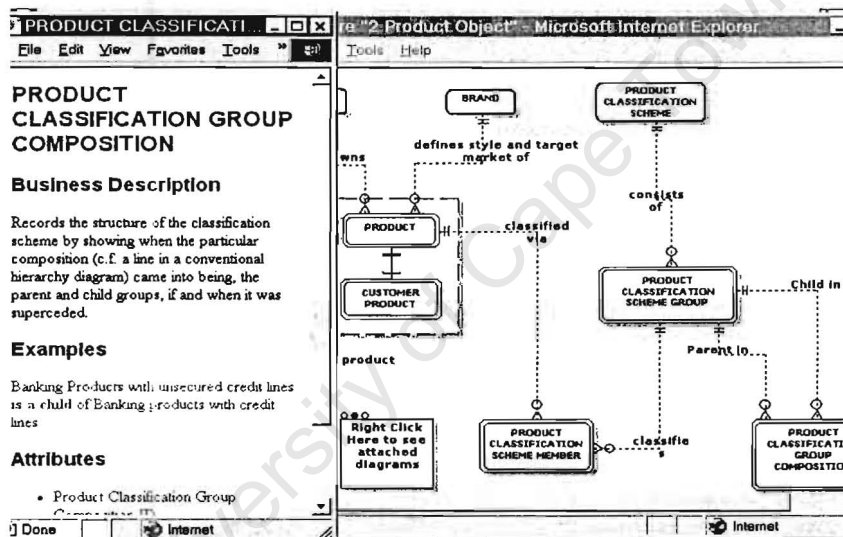 PRODUCT CLASSIFICATI...
File Edit View Favorites Tools »
PRODUCT
CLASSIFICATION GROUP
COMPOSITION
Business Description
Records the structure of the classification
scheme by showing when the particular
composition (c.f. a line in a conventional
hierarchy diagram) came into being, the
parent and child groups, if and when it was
superceded.
Examples
Banking Products with unsecured credit lines
is a child of Banking products with credit
lines
Attributes
• Product Classification Group
Done
Internet
re "2 Product Object" - Microsoft Internet Explorer
Tools Help
BRAND
PRODUCT
CLASSIFICATION
SCHEME
defines style and target
market of
wns
consists
of
PRODUCT
classified
via
CUSTOMER
PRODUCT
PRODUCT
CLASSIFICATION
SCHEME GROUP
Child in
Parent in
product
Right Click
Here to see
attached
diagrams
PRODUCT
CLASSIFICATION
SCHEME MEMBER
classifie
s
PRODUCT
CLASSIFICATI
GROUP
COMPOSITIO
Internet
University of Cape Town